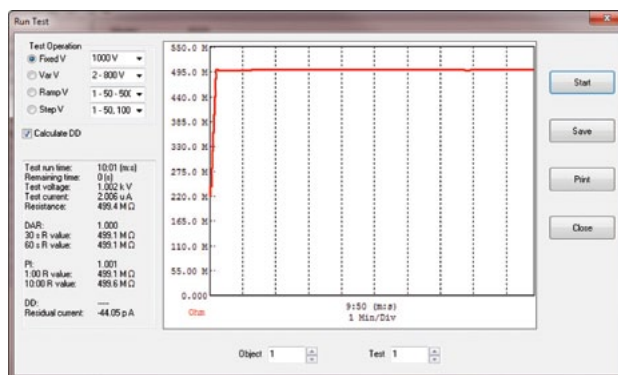 Run Test
Test Operation
Fixed V 1000 V
Var V 2 - 800 V
Ramp V 1 - 50 - 500
Step V 1 - 50, 100
Calculate DD
Test run time: 10:01 (m:s)
Remaining time: 0 (s)
Test voltage: 1.002 k V
Test current: 2.006 u A
Resistance: 499.4 M Ω
DAR: 1.000
30 s R value: 499.1 M Ω
60 s R value: 499.1 M Ω
PI: 1.001
1:00 R value: 499.1 M Ω
10:00 R value: 499.6 M Ω
DD: ----
Residual current: -44.05 p A
550.0 M
495.0 M
440.0 M
385.0 M
330.0 M
275.0 M
220.0 M
165.0 M
110.0 M
55.00 M
0.000
Ohm
9:50 (m:s)
1 Min/Div
Start
Save
Print
Close
Object 1
Test 1